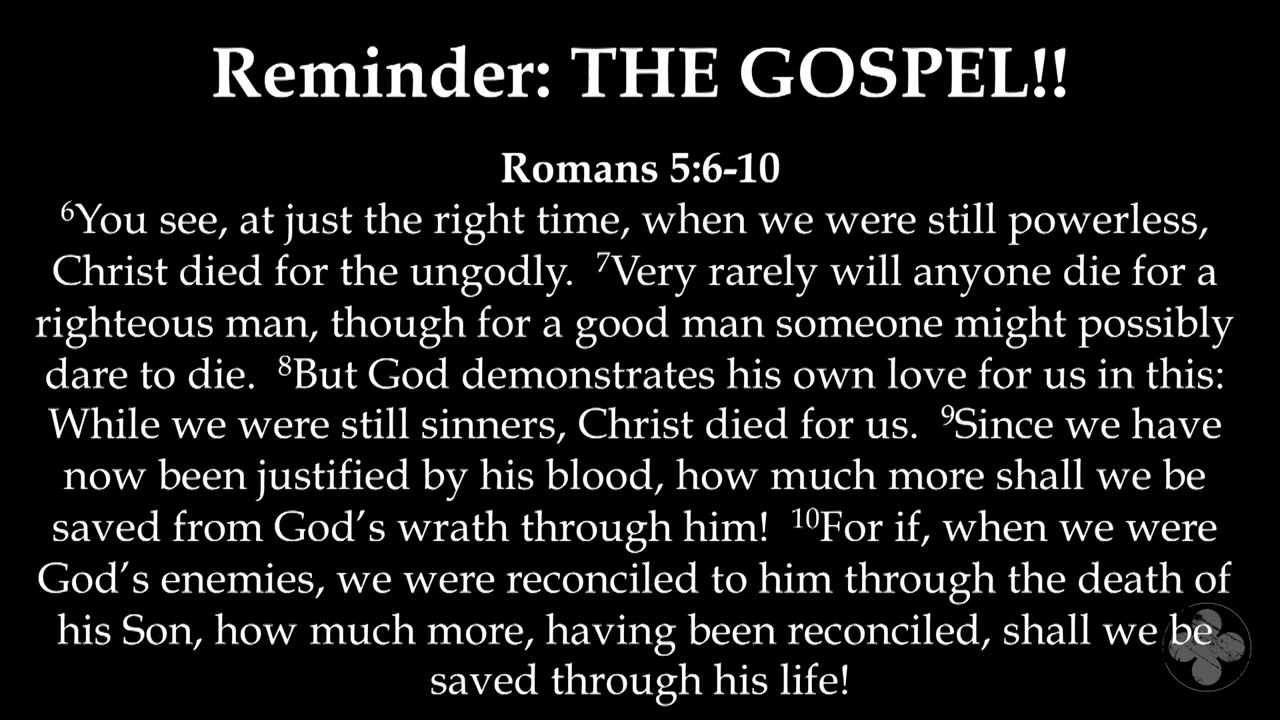 Reminder: THE GOSPEL!!
Romans 5:6-10
⁶You see, at just the right time, when we were still powerless,
Christ died for the ungodly. ⁷Very rarely will anyone die for a
righteous man, though for a good man someone might possibly
dare to die. ⁸But God demonstrates his own love for us in this:
While we were still sinners, Christ died for us. ⁹Since we have
now been justified by his blood, how much more shall we be
saved from God’s wrath through him! ¹⁰For if, when we were
God’s enemies, we were reconciled to him through the death of
his Son, how much more, having been reconciled, shall we be
saved through his life!